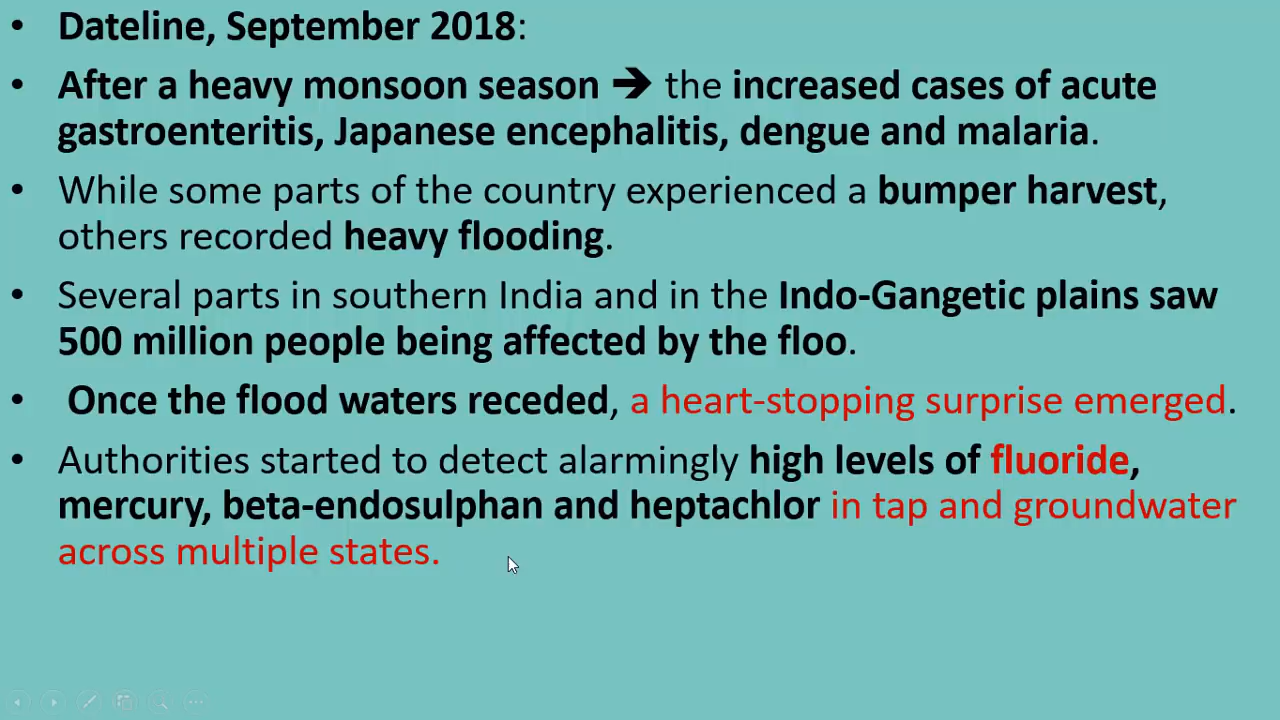 • Dateline, September 2018:
• After a heavy monsoon season ➔ the increased cases of acute
gastroenteritis, Japanese encephalitis, dengue and malaria.
• While some parts of the country experienced a bumper harvest,
others recorded heavy flooding.
• Several parts in southern India and in the Indo-Gangetic plains saw
500 million people being affected by the floo.
• Once the flood waters receded, a heart-stopping surprise emerged.
• Authorities started to detect alarmingly high levels of fluoride,
mercury, beta-endosulphan and heptachlor in tap and groundwater
across multiple states.